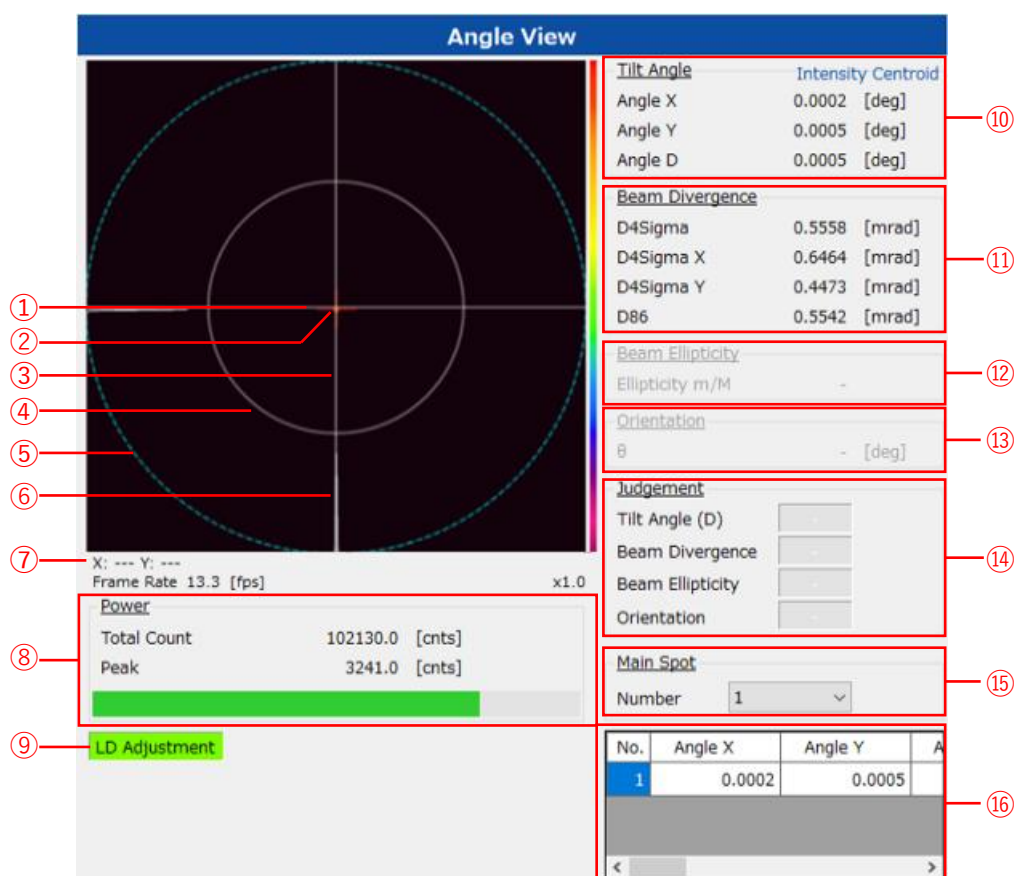 Angle View
①
②
③
④
⑤
⑥
⑦
X: --- Y: ---
Frame Rate 13.3 [fps] x1.0
⑧
Power
Total Count 102130.0 [cnts]
Peak 3241.0 [cnts]
⑨
LD Adjustment
Tilt Angle Intensity Centroid
Angle X 0.0002 [deg]
Angle Y 0.0005 [deg]
Angle D 0.0005 [deg]
⑩
Beam Divergence
D4Sigma 0.5558 [mrad]
D4Sigma X 0.6464 [mrad]
D4Sigma Y 0.4473 [mrad]
D86 0.5542 [mrad]
⑪
Beam Ellipticity
Ellipticity m/M -
⑫
Orientation
θ - [deg]
⑬
Judgement
Tilt Angle (D) -
Beam Divergence -
Beam Ellipticity -
Orientation -
⑭
Main Spot
Number 1
⑮
No. Angle X Angle Y A
1 0.0002 0.0005
⑯